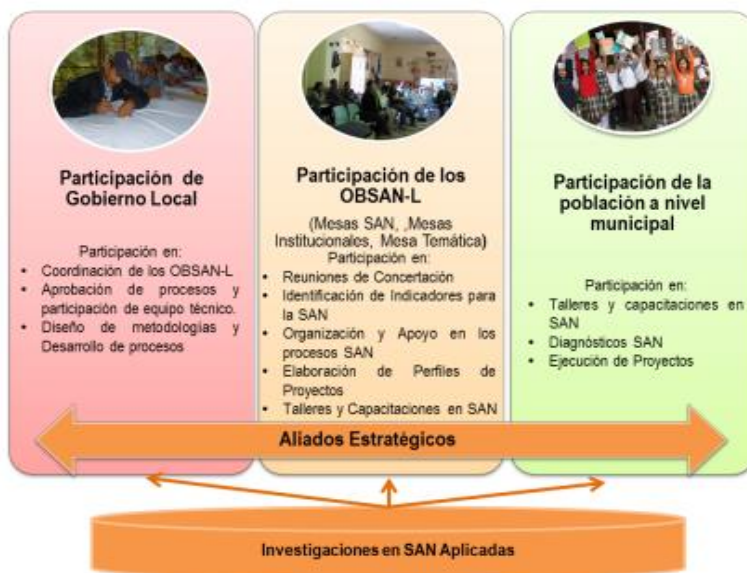 Participación de
Gobierno Local
Participación en:
• Coordinación de los OBSAN-L
• Aprobación de procesos y
participación de equipo técnico.
• Diseño de metodologías y
Desarrollo de procesos
Participación de los
OBSAN-L
(Mesas SAN, ,Mesas
Institucionales, Mesa Temática)
Participación en:
• Reuniones de Concertación
• Identificación de Indicadores para
la SAN
• Organización y Apoyo en los
procesos SAN
• Elaboración de Perfiles de
Proyectos
• Talleres y Capacitaciones en SAN
Participación de la
población a nivel
municipal
Participación en:
• Talleres y capacitaciones en
SAN
• Diagnósticos SAN
• Ejecución de Proyectos
Aliados Estratégicos
Investigaciones en SAN Aplicadas